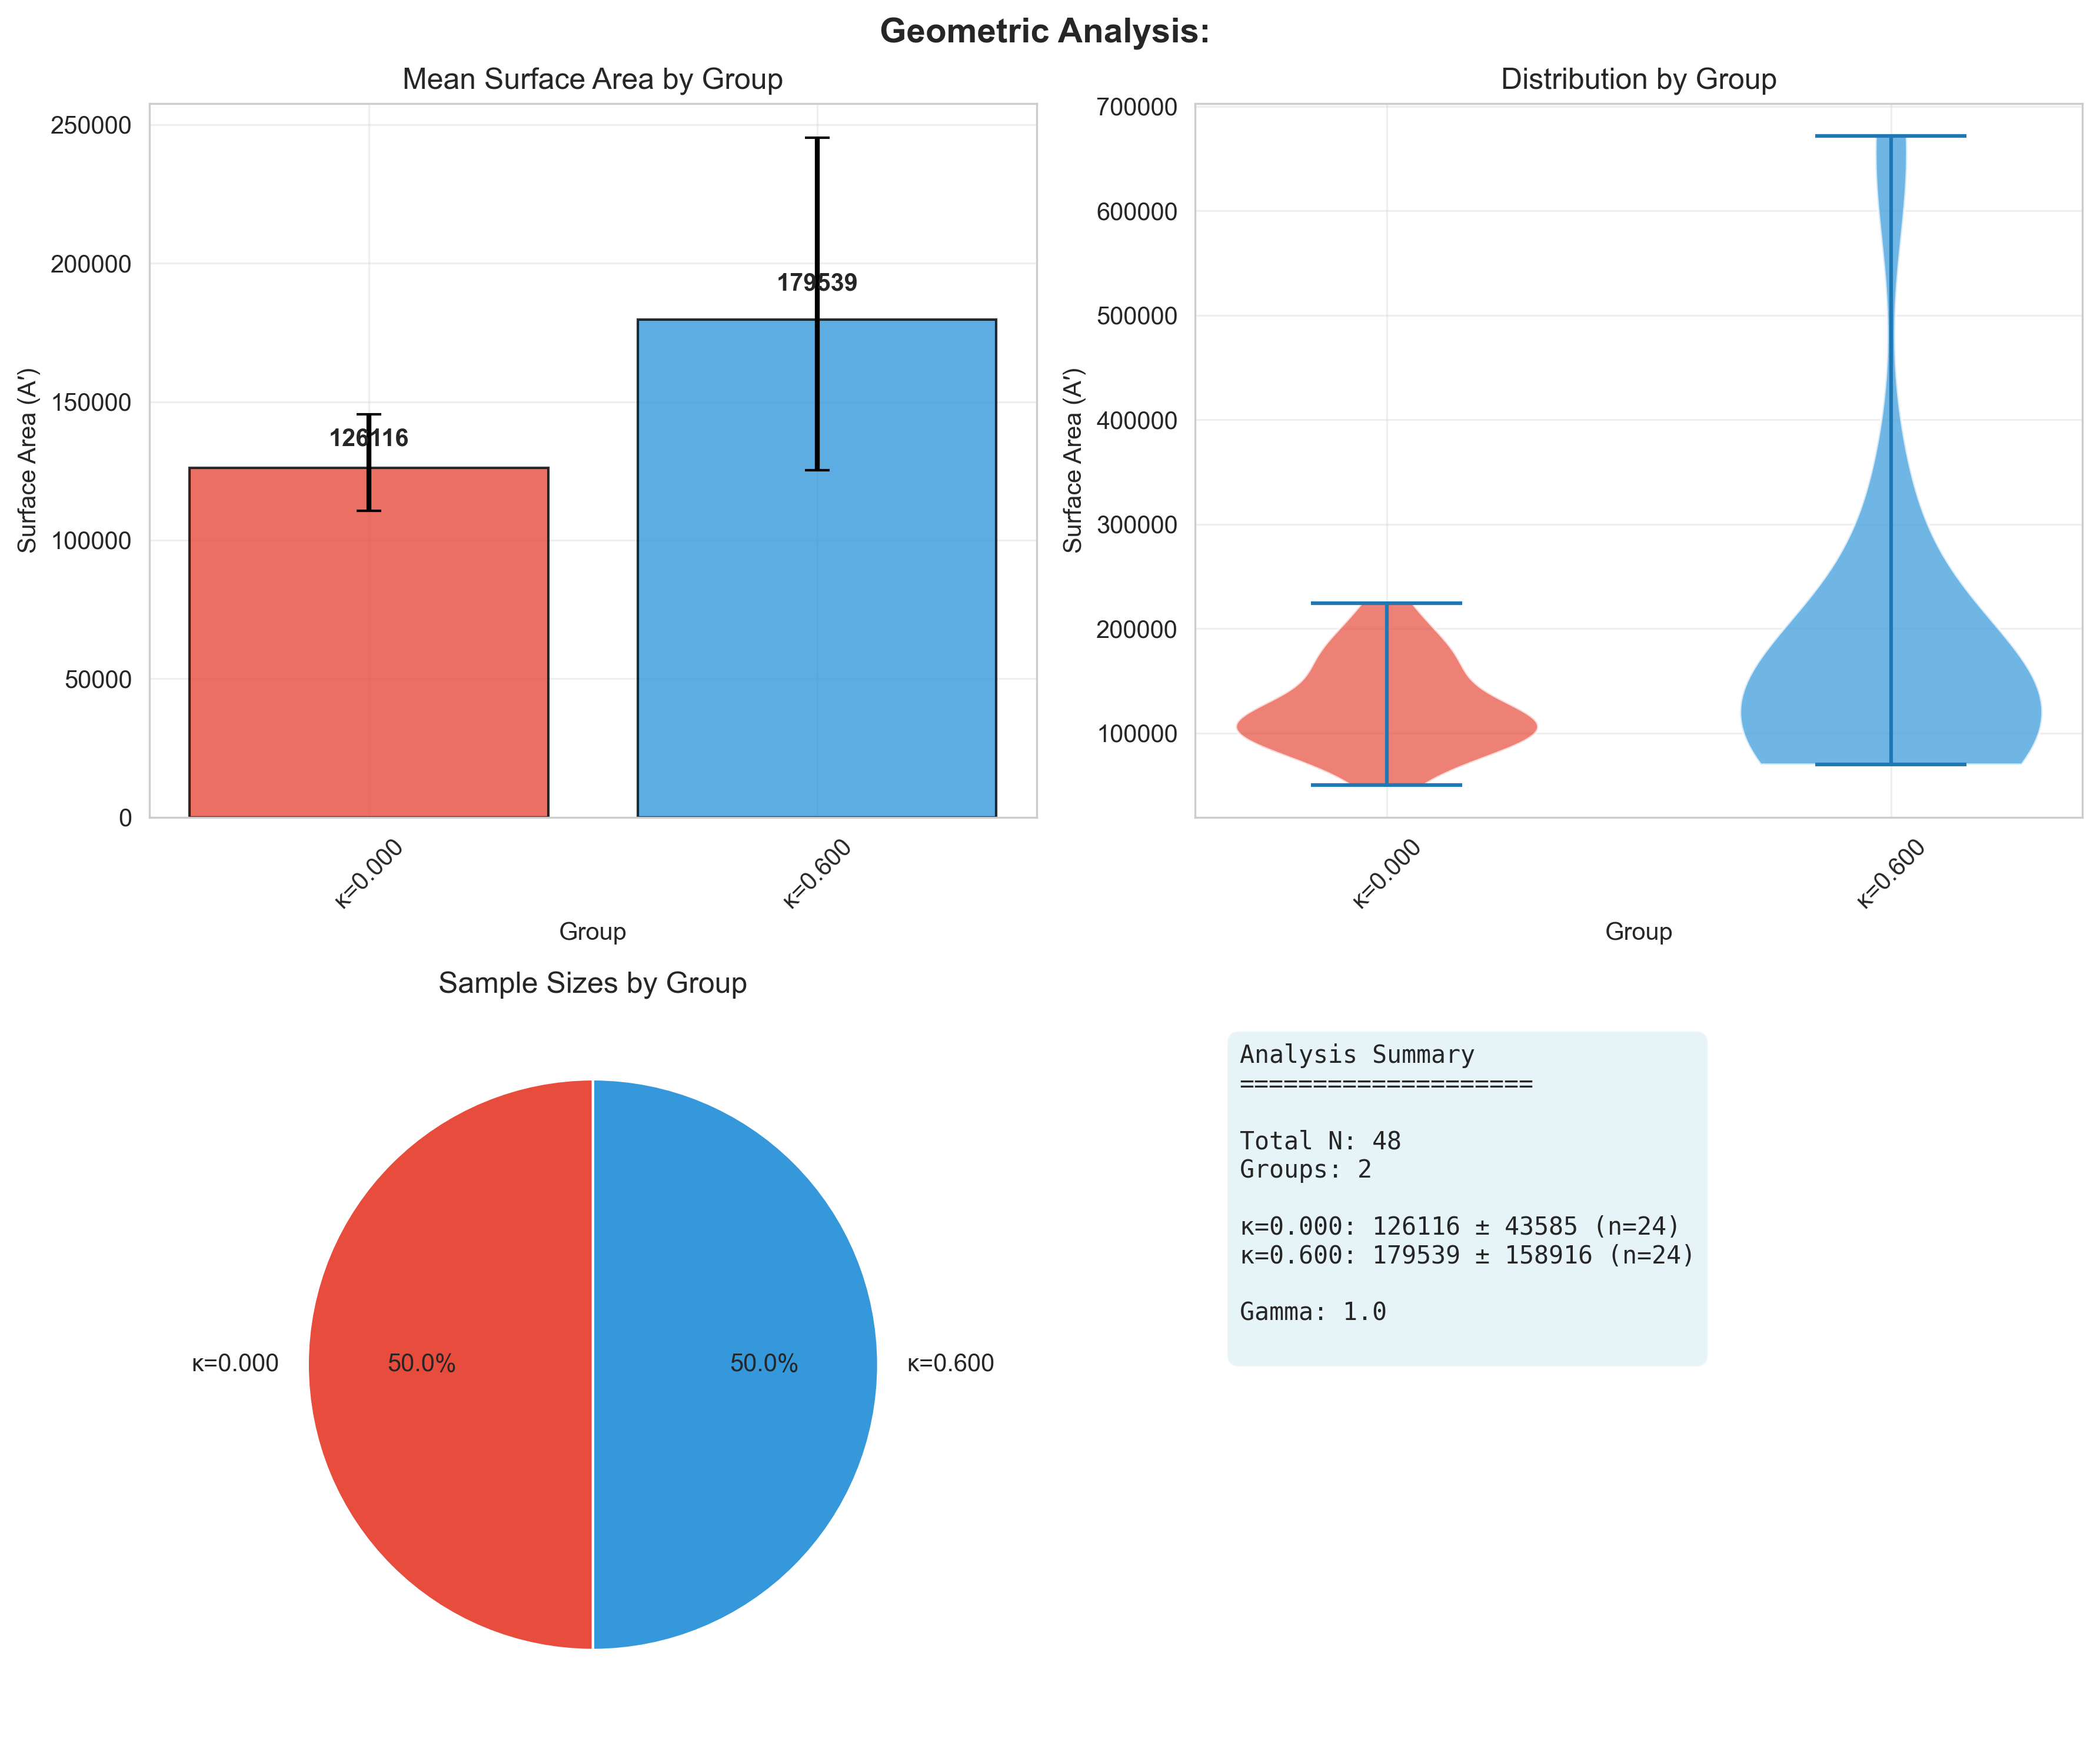 Geometric Analysis:
Mean Surface Area by Group
250000
200000
150000
100000
50000
0
Surface Area (A′)
179539
126116
κ=0.000
κ=0.600
Group
Distribution by Group
700000
600000
500000
400000
300000
200000
100000
Surface Area (A′)
κ=0.000
κ=0.600
Group
Sample Sizes by Group
κ=0.000
50.0%
50.0%
κ=0.600
Analysis Summary
====================
Total N: 48
Groups: 2
κ=0.000: 126116 ± 43585 (n=24)
κ=0.600: 179539 ± 158916 (n=24)
Gamma: 1.0